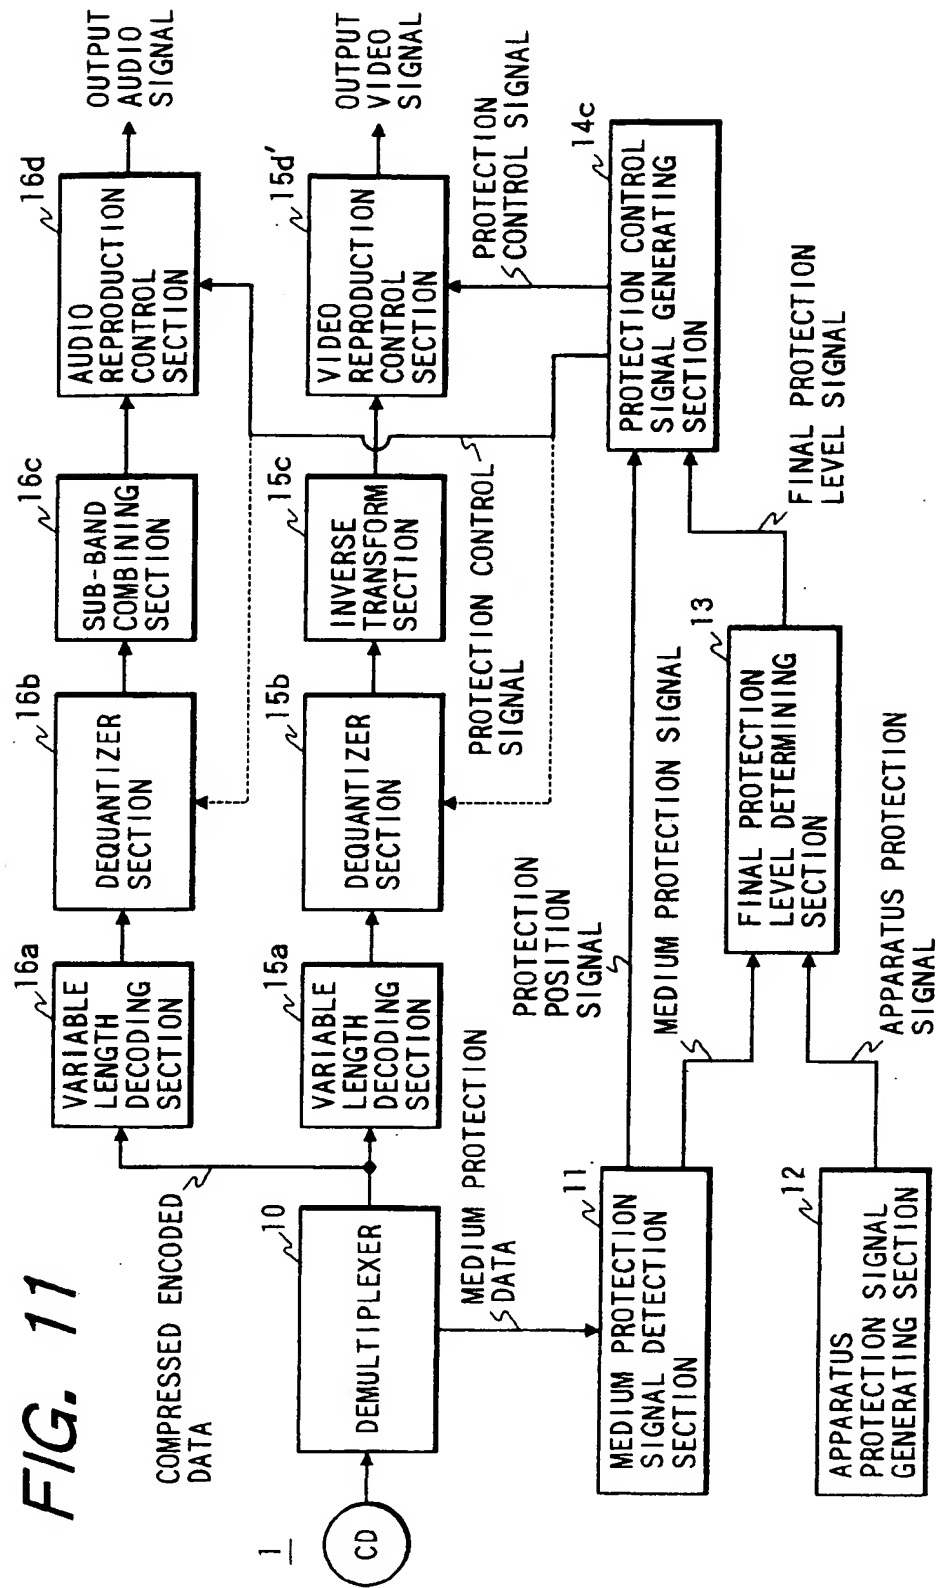 FIG. 11
1
CD
COMPRESSED ENCODED
DATA
10
DEMULTIPLEXER
MEDIUM PROTECTION
DATA
16a
VARIABLE
LENGTH
DECODING
SECTION
16b
DEQUANTIZER
SECTION
16c
SUB-BAND
COMBINING
SECTION
16d
AUDIO
REPRODUCTION
CONTROL
SECTION
OUTPUT
AUDIO
SIGNAL
15a
VARIABLE
LENGTH
DECODING
SECTION
15b
DEQUANTIZER
SECTION
15c
INVERSE
TRANSFORM
SECTION
15d'
VIDEO
REPRODUCTION
CONTROL
SECTION
OUTPUT
VIDEO
SIGNAL
PROTECTION CONTROL
SIGNAL
PROTECTION
CONTROL SIGNAL
PROTECTION
POSITION
SIGNAL
11
MEDIUM PROTECTION
SIGNAL DETECTION
SECTION
MEDIUM PROTECTION SIGNAL
14c
PROTECTION CONTROL
SIGNAL GENERATING
SECTION
13
FINAL PROTECTION
LEVEL DETERMINING
SECTION
FINAL PROTECTION
LEVEL SIGNAL
12
APPARATUS
PROTECTION SIGNAL
GENERATING SECTION
APPARATUS PROTECTION
SIGNAL